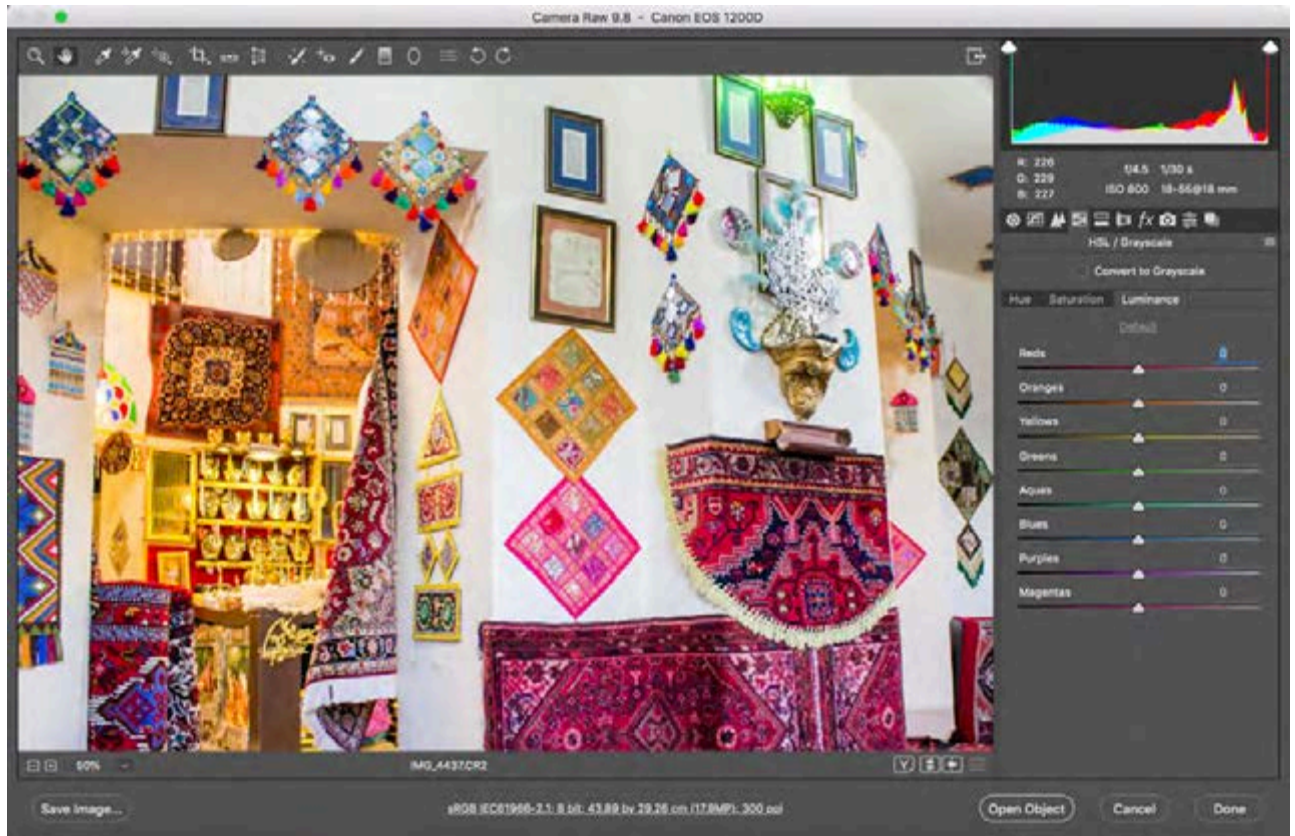 Camera Raw 9.8 - Canon EOS 1200D
R: 226
G: 229
B: 227
f/4.5 1/30 s
ISO 800 18-55@18 mm
fx
HSL / Grayscale
Convert to Grayscale
Hue Saturation Luminance
Default
Reds 0
Oranges 0
Yellows 0
Greens 0
Aquas 0
Blues 0
Purples 0
Magentas 0
50% IMG_4437.CR2 Y
Save Image... sRGB IEC61966-2.1; 8 bit; 43.89 by 29.26 cm (17.9MP); 300 ppi Open Object Cancel Done